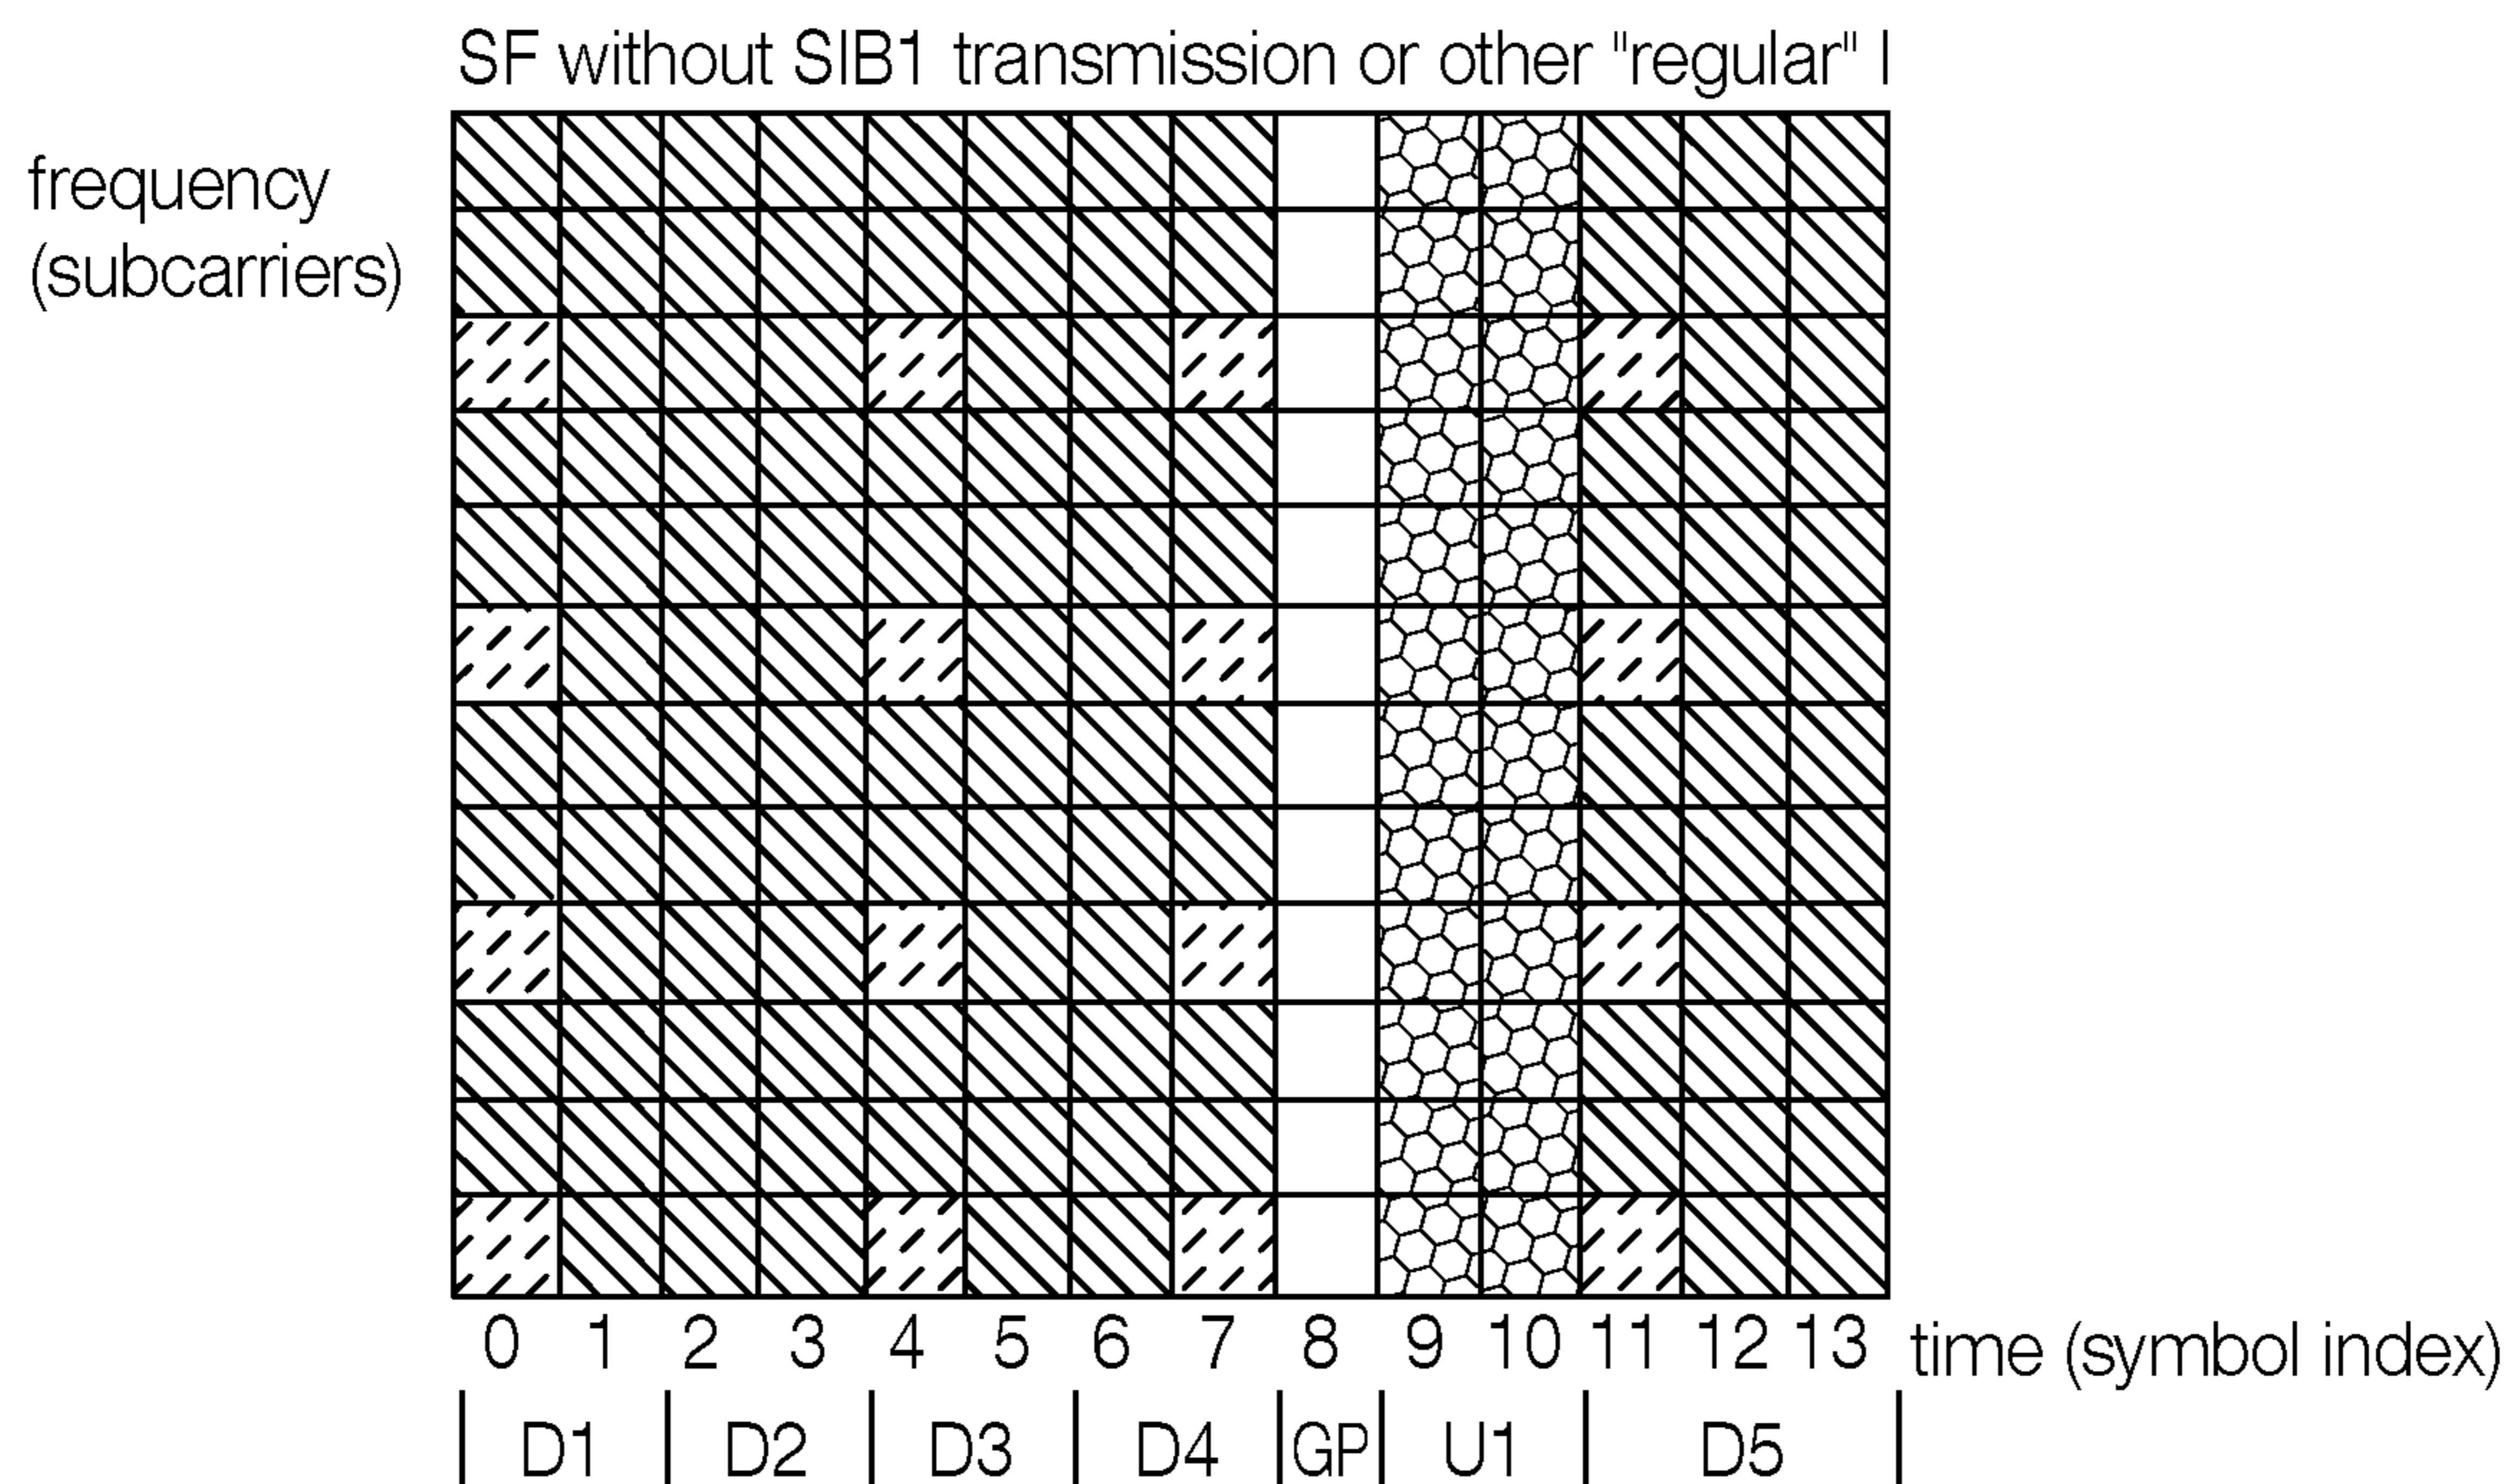 SF without SIB1 transmission or other "regular" l
frequency
(subcarriers)
0 1 2 3 4 5 6 7 8 9 10 11 12 13 time (symbol index)
D1 D2 D3 D4 GP U1 D5